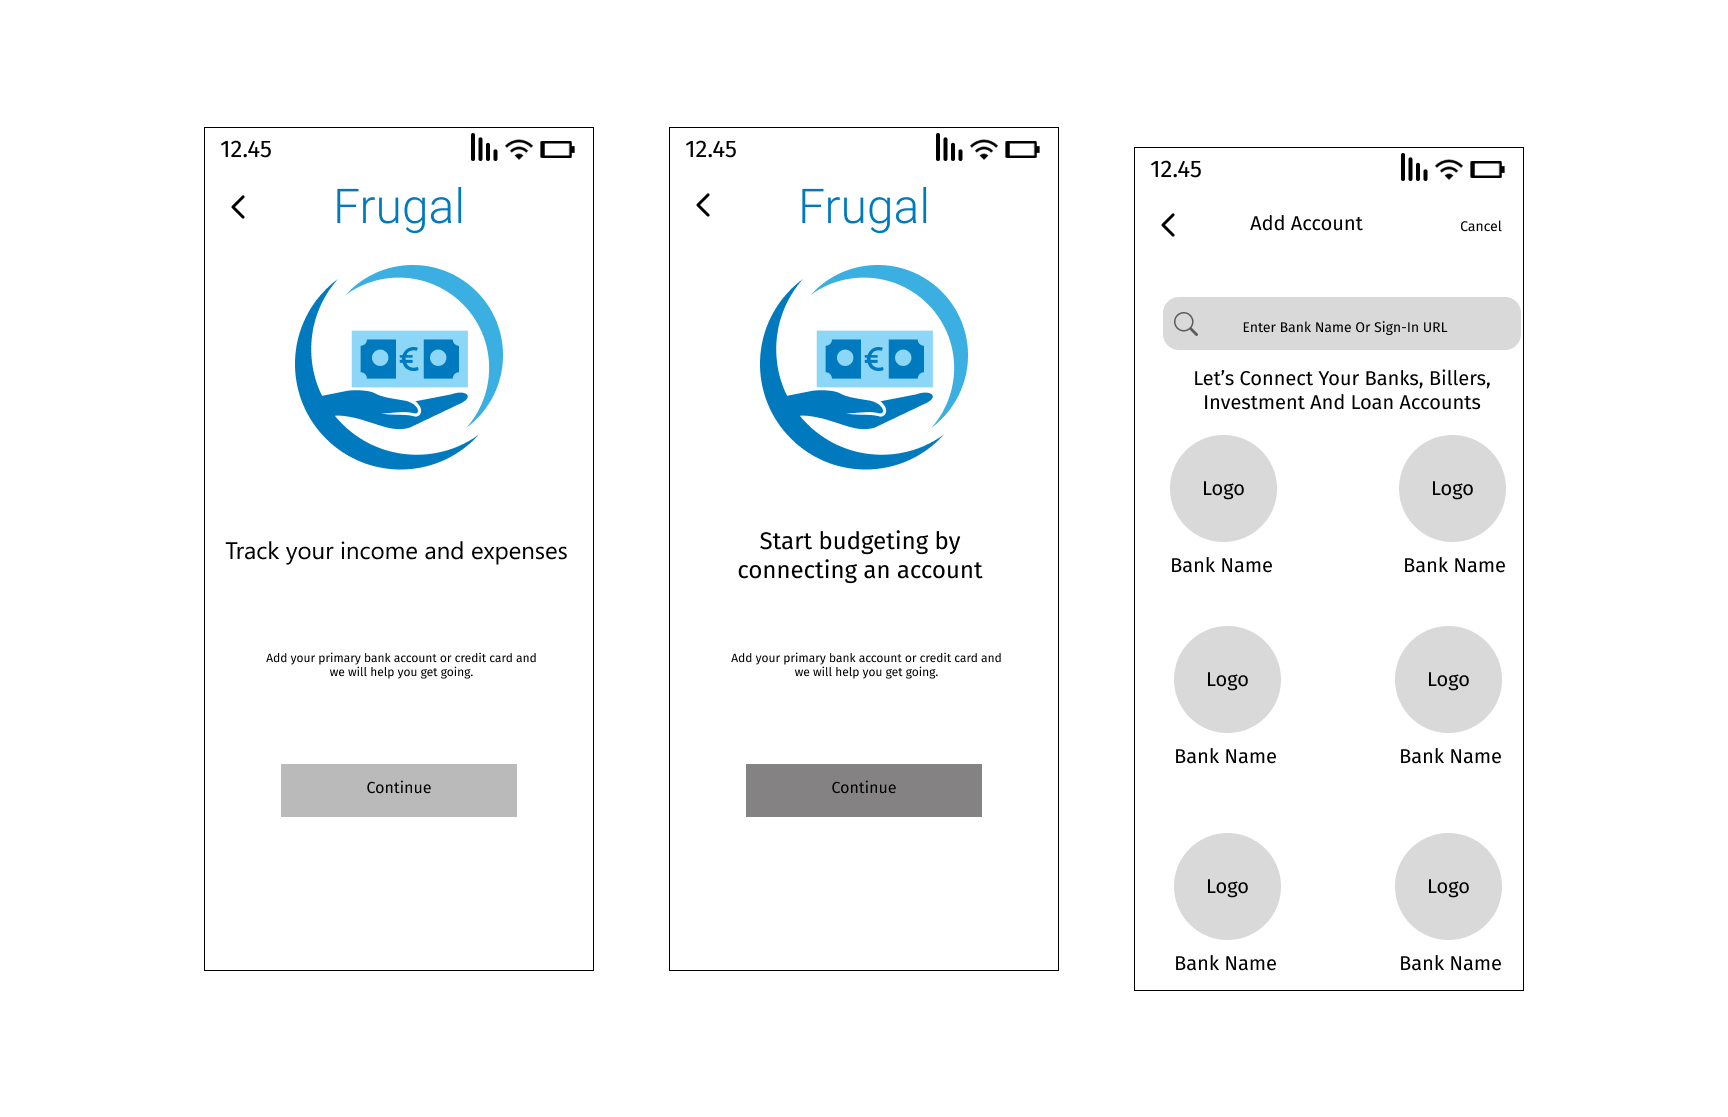 12.45
Frugal
€
Track your income and expenses
Add your primary bank account or credit card and
we will help you get going.
Continue
12.45
Frugal
€
Start budgeting by
connecting an account
Add your primary bank account or credit card and
we will help you get going.
Continue
12.45
Add Account
Cancel
Enter Bank Name Or Sign-In URL
Let’s Connect Your Banks, Billers,
Investment And Loan Accounts
Logo
Logo
Bank Name
Bank Name
Logo
Logo
Bank Name
Bank Name
Logo
Logo
Bank Name
Bank Name